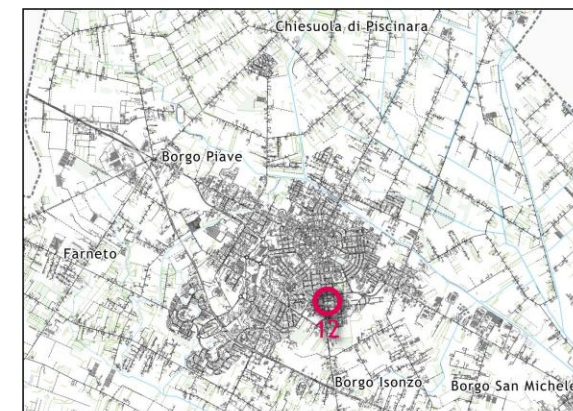 Chiesuola di Piscinara
Borgo Piave
Farneto
12
Borgo Isonzo
Borgo San Michele